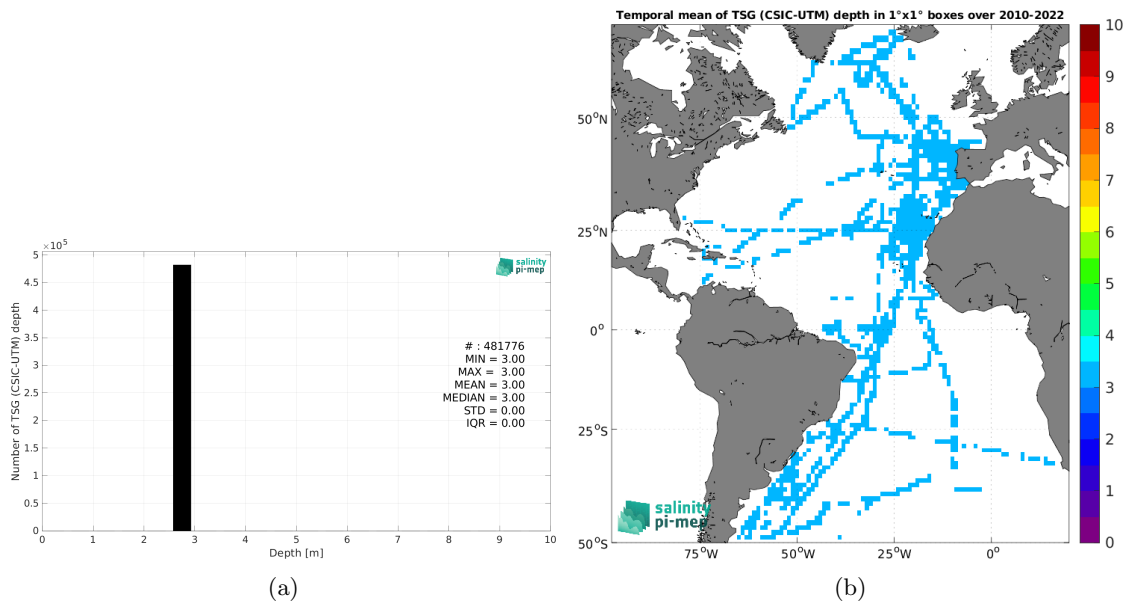 ×10⁵
5
4.5
4
3.5
3
2.5
2
1.5
1
0.5
0
Number of TSG (CSIC-UTM) depth
salinity
pi-mep
# : 481776
MIN = 3.00
MAX = 3.00
MEAN = 3.00
MEDIAN = 3.00
STD = 0.00
IQR = 0.00
0 1 2 3 4 5 6 7 8 9 10
Depth [m]
(a)
Temporal mean of TSG (CSIC-UTM) depth in 1°x1° boxes over 2010-2022
50°N
25°N
0°
25°S
50°S
75°W 50°W 25°W 0°
salinity
pi-mep
10
9
8
7
6
5
4
3
2
1
0
(b)